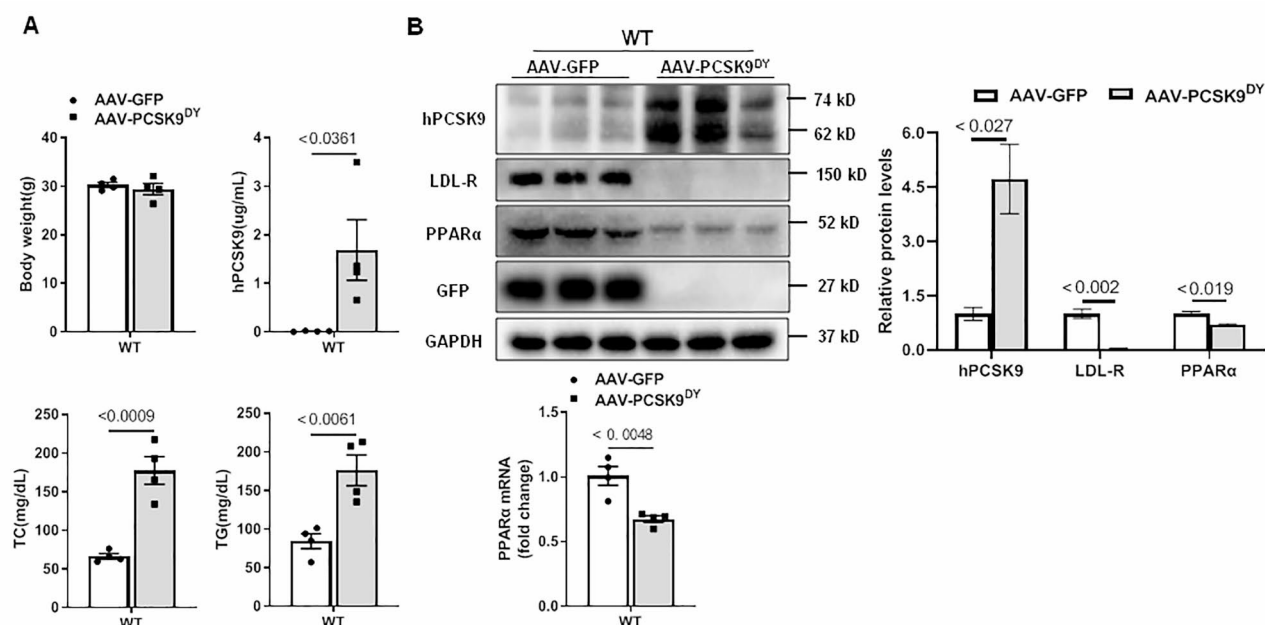 A
AAV-GFP
AAV-PCSK9DY
Body weight(g)
40
30
20
10
0
WT
<0.0361
hPCSK9(ug/mL)
4
3
2
1
0
WT
<0.0009
TC(mg/dL)
250
200
150
100
50
0
WT
<0.0061
TG(mg/dL)
250
200
150
100
50
0
WT
B
WT
AAV-GFP AAV-PCSK9DY
hPCSK9
74 kD
62 kD
LDL-R 150 kD
PPARα 52 kD
GFP 27 kD
GAPDH 37 kD
AAV-GFP AAV-PCSK9DY
Relative protein levels
6.0
4.5
3.0
1.5
0.0
<0.027
<0.002
<0.019
hPCSK9 LDL-R PPARα
AAV-GFP
AAV-PCSK9DY
PPARα mRNA
(fold change)
1.5
1.0
0.5
0.0
<0.0048
WT